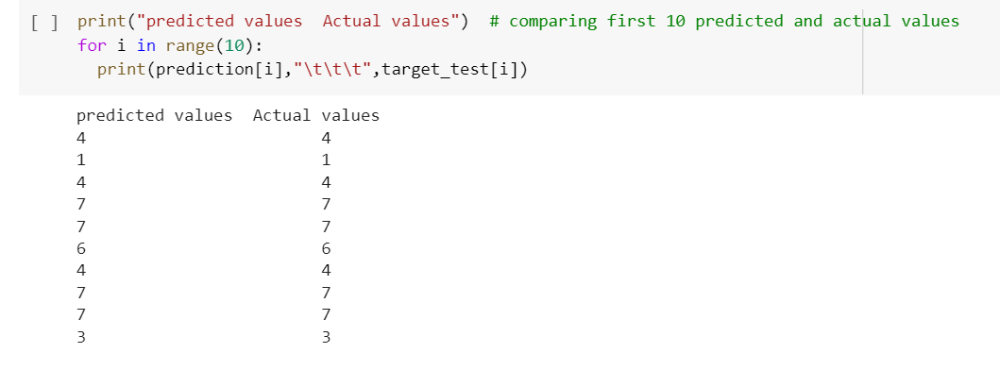 [ ] print("predicted values  Actual values")  # comparing first 10 predicted and actual values
for i in range(10):
  print(prediction[i],"\t\t\t",target_test[i])
predicted values  Actual values
4                        4
1                        1
4                        4
7                        7
7                        7
6                        6
4                        4
7                        7
7                        7
3                        3